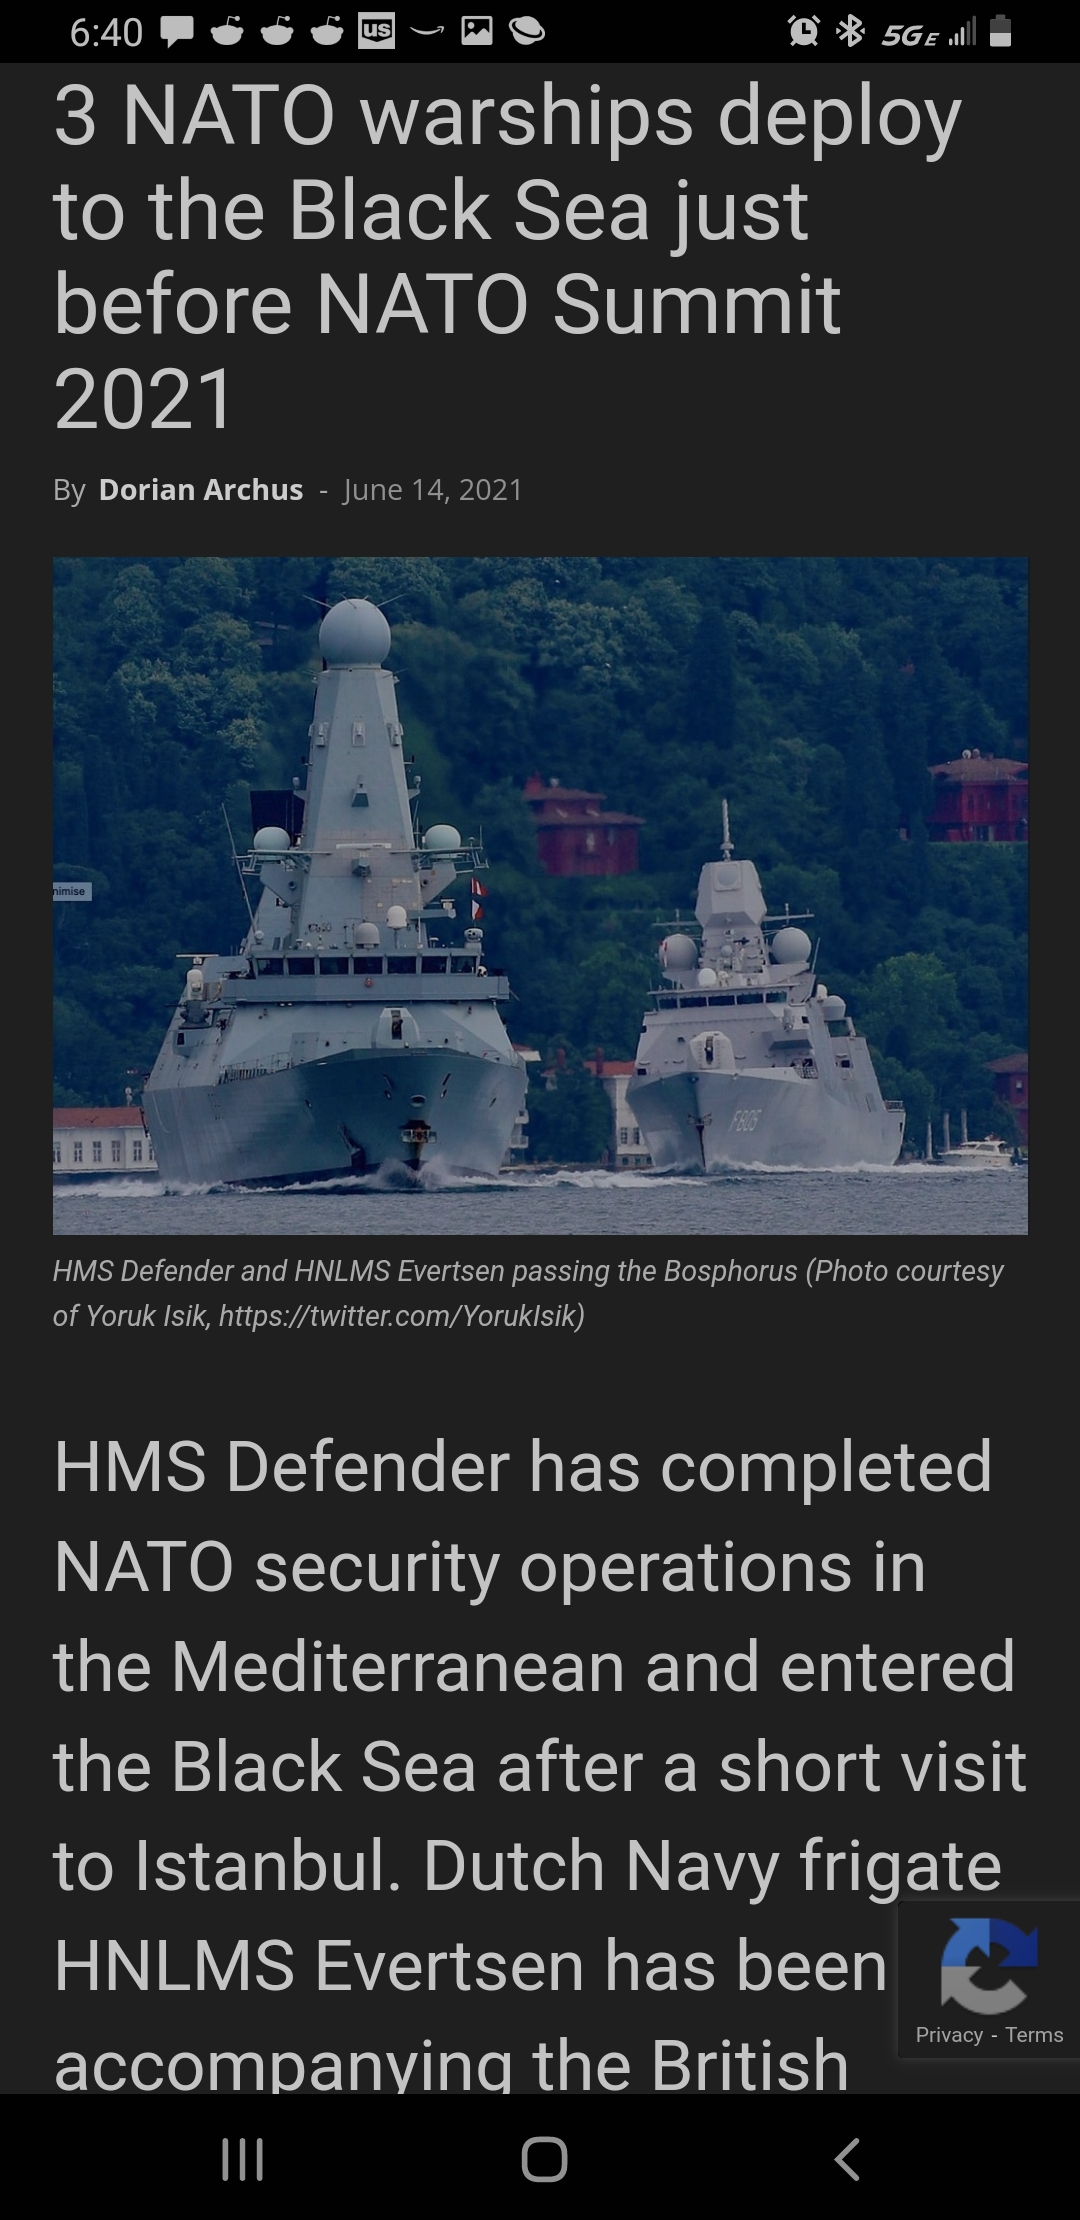 6:40 us 5GE
3 NATO warships deploy
to the Black Sea just
before NATO Summit
2021
By Dorian Archus - June 14, 2021
nimise
F805
HMS Defender and HNLMS Evertsen passing the Bosphorus (Photo courtesy
of Yoruk Isik, https://twitter.com/YorukIsik)
HMS Defender has completed
NATO security operations in
the Mediterranean and entered
the Black Sea after a short visit
to Istanbul. Dutch Navy frigate
HNLMS Evertsen has been
Privacy - Terms
accompanying the British